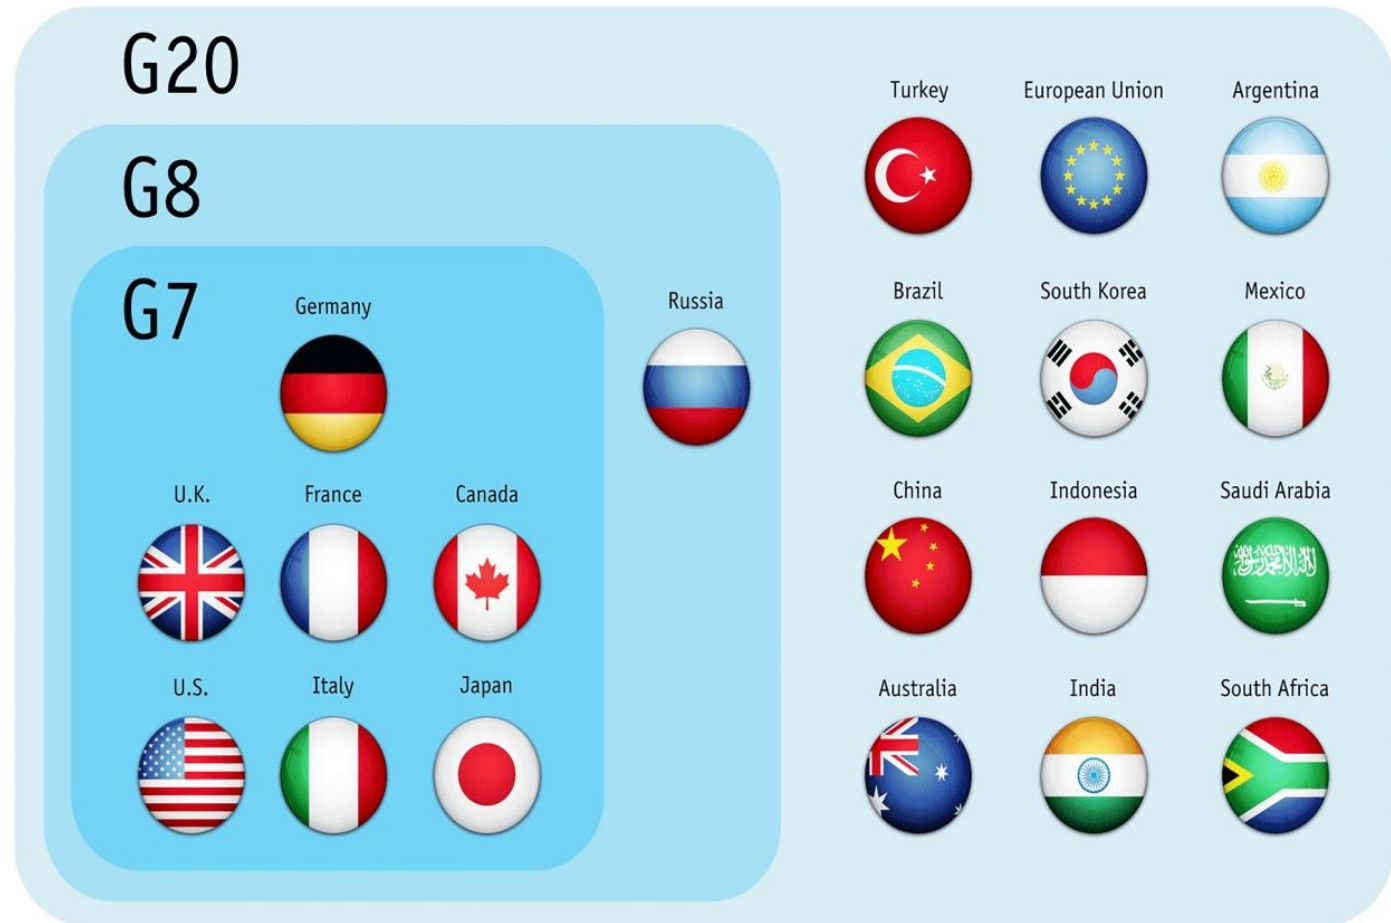 G20
G8
G7
Germany
U.K.
France
Canada
U.S.
Italy
Japan
Russia
Turkey
European Union
Argentina
Brazil
South Korea
Mexico
China
Indonesia
Saudi Arabia
Australia
India
South Africa